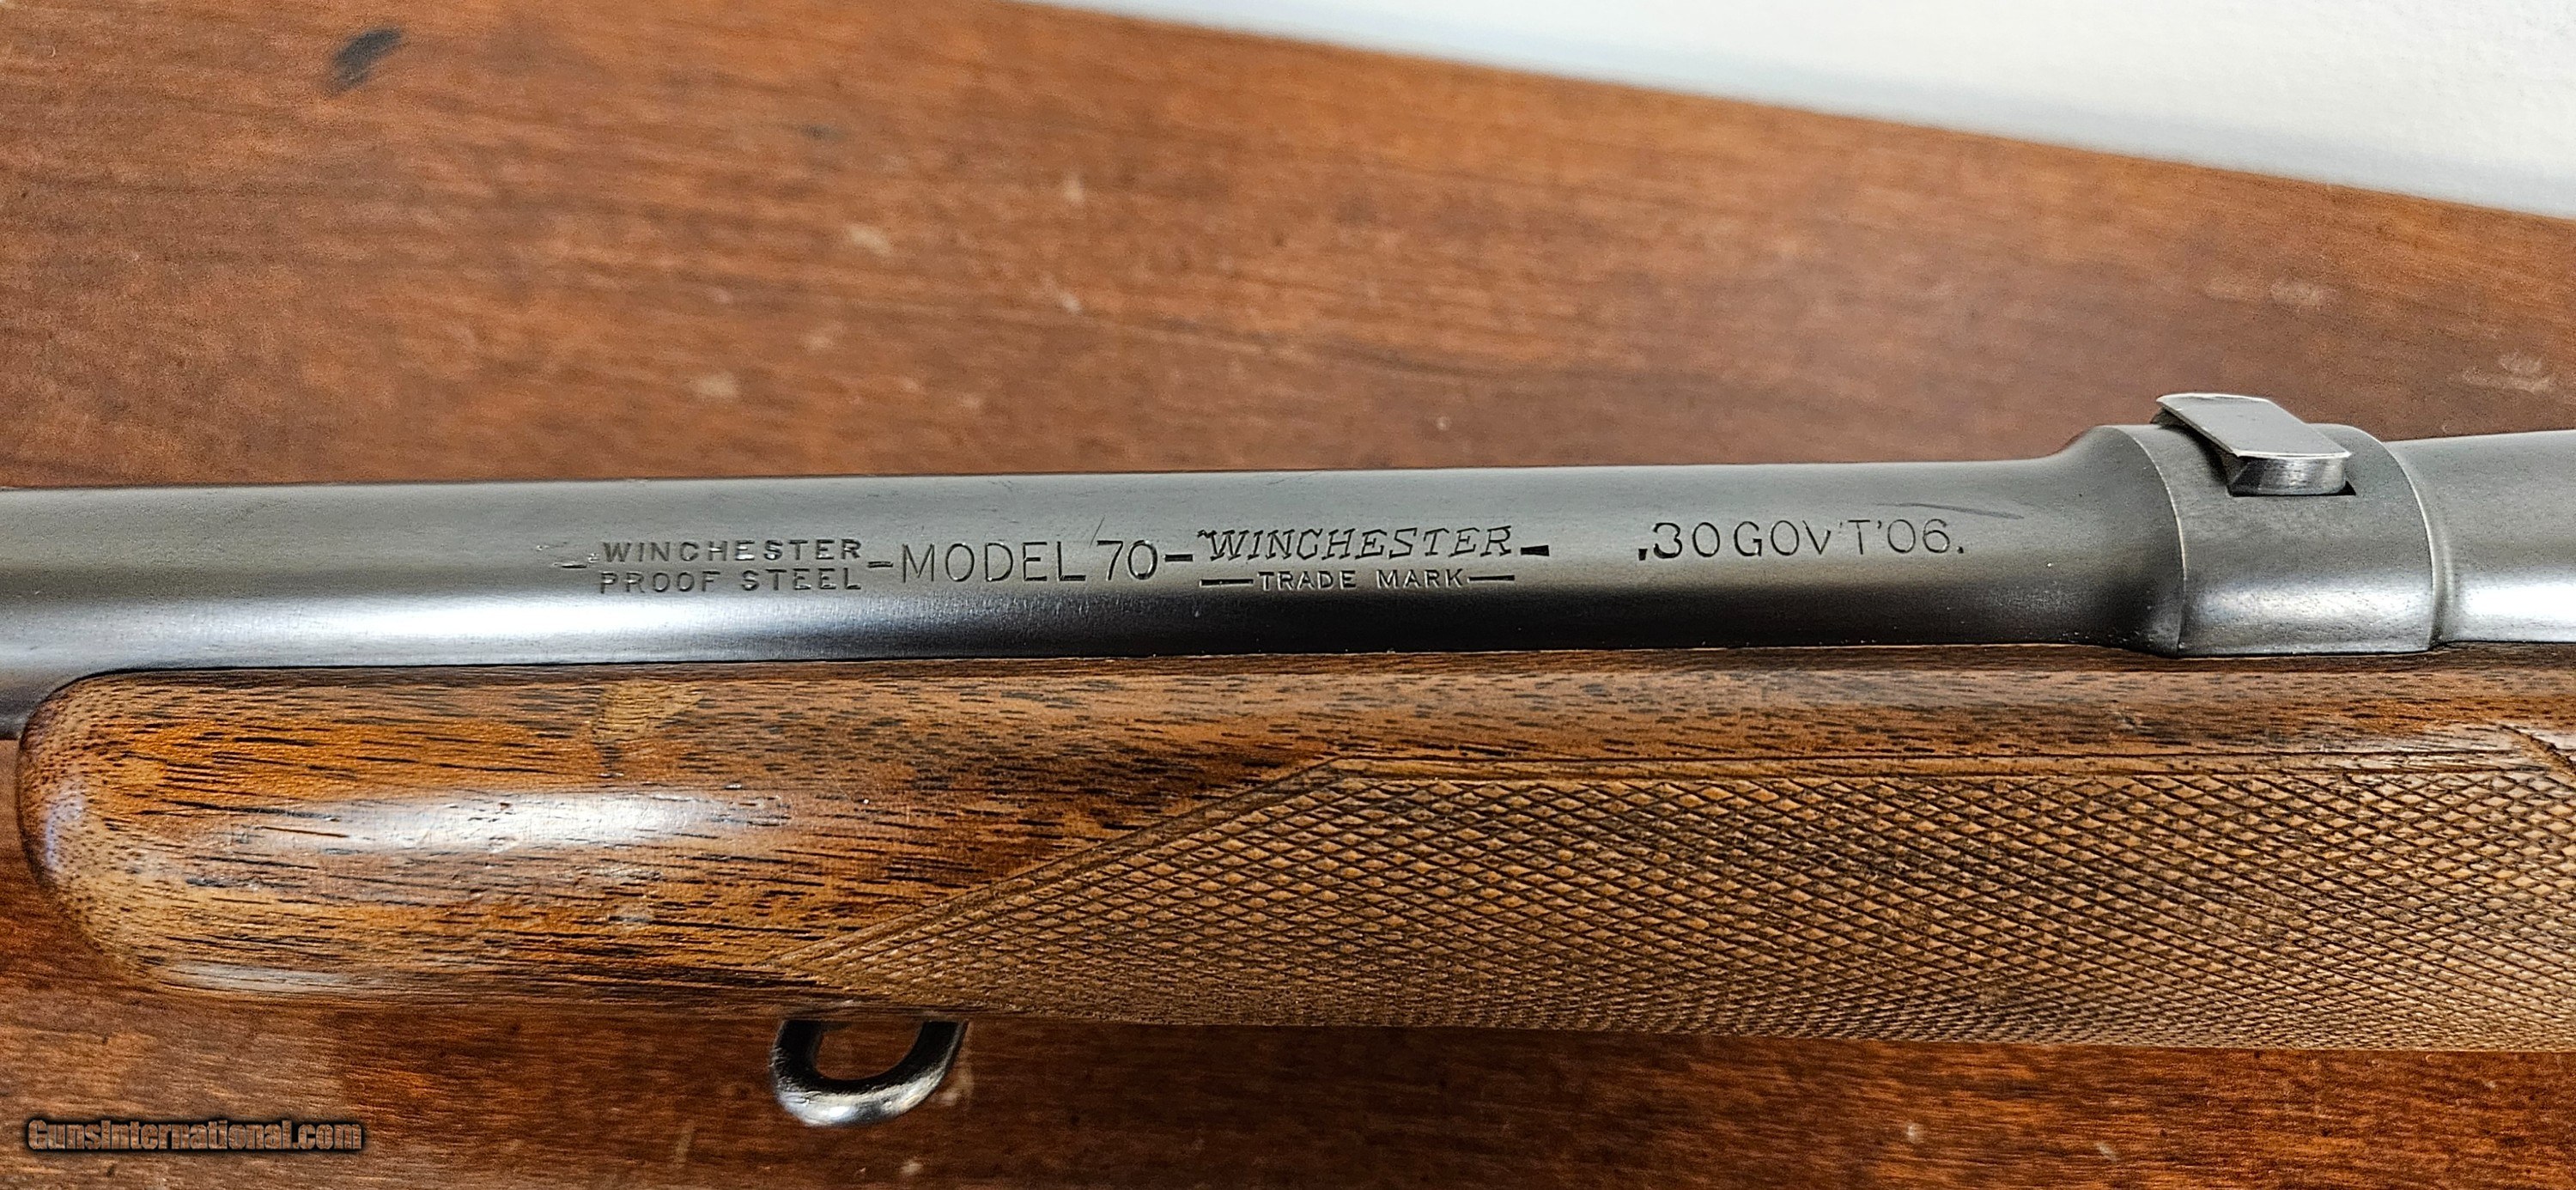 WINCHESTER
PROOF STEEL
-MODEL 70-
WINCHESTER-
-TRADE MARK-
.30 GOV'T'06.
GunsInternational.com